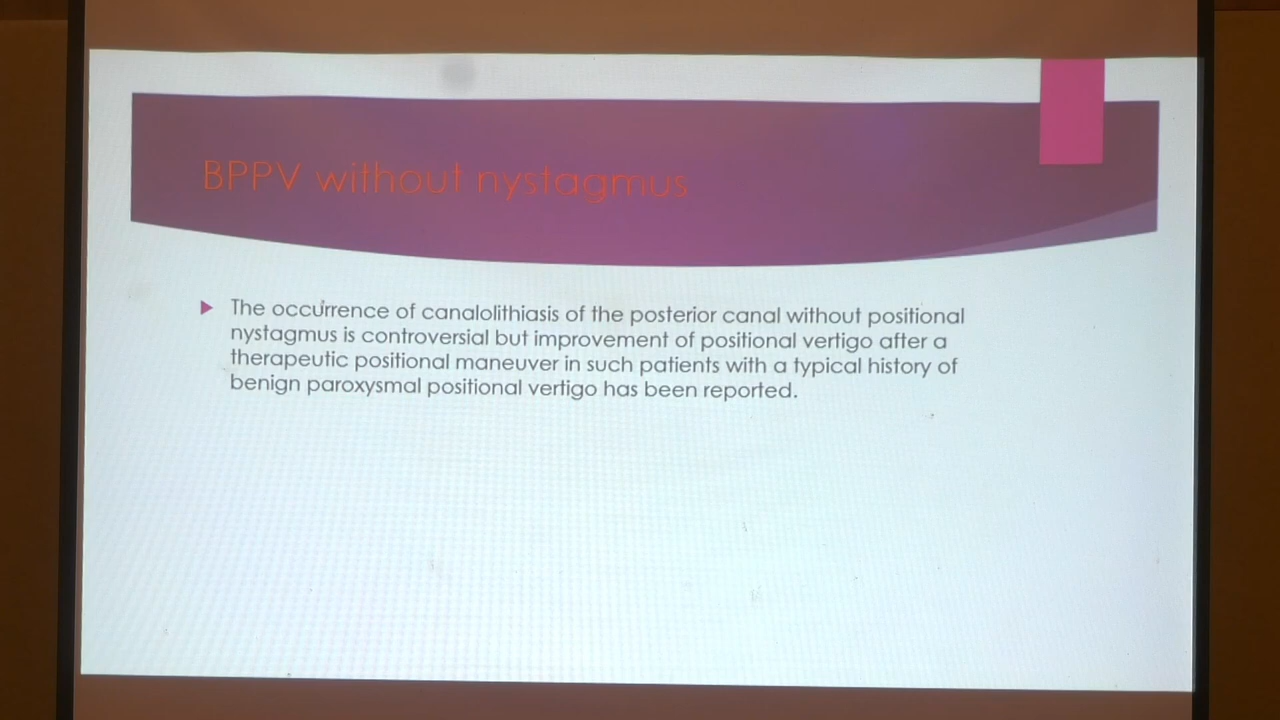 BPPV without nystagmus
The occurrence of canalolithiasis of the posterior canal without positional
nystagmus is controversial but improvement of positional vertigo after a
therapeutic positional maneuver in such patients with a typical history of
benign paroxysmal positional vertigo has been reported.